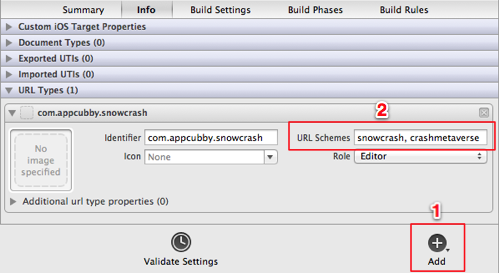 Summary Info Build Settings Build Phases Build Rules
Custom iOS Target Properties
Document Types (0)
Exported UTIs (0)
Imported UTIs (0)
URL Types (1)
2
com.appcubby.snowcrash
No image specified
Identifier com.appcubby.snowcrash URL Schemes snowcrash, crashmetaverse
Icon None Role Editor
Additional url type properties (0)
1
Validate Settings Add